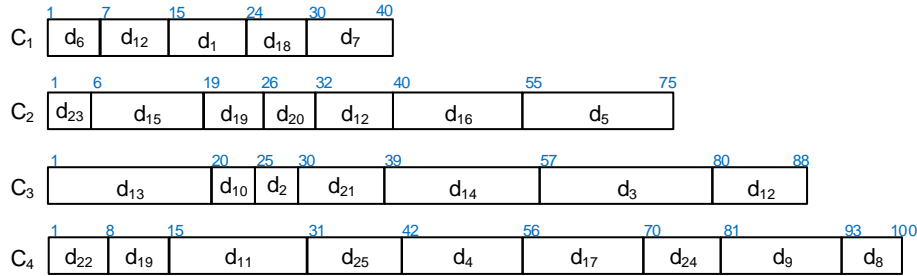 1 7 15 24 30 40
C₁ d₆ d₁₂ d₁ d₁₈ d₇
1 6 19 26 32 40 55 75
C₂ d₂₃ d₁₅ d₁₉ d₂₀ d₁₂ d₁₆ d₅
1 20 25 30 39 57 80 88
C₃ d₁₃ d₁₀ d₂ d₂₁ d₁₄ d₃ d₁₂
1 8 15 31 42 56 70 81 93 100
C₄ d₂₂ d₁₉ d₁₁ d₂₅ d₄ d₁₇ d₂₄ d₉ d₈